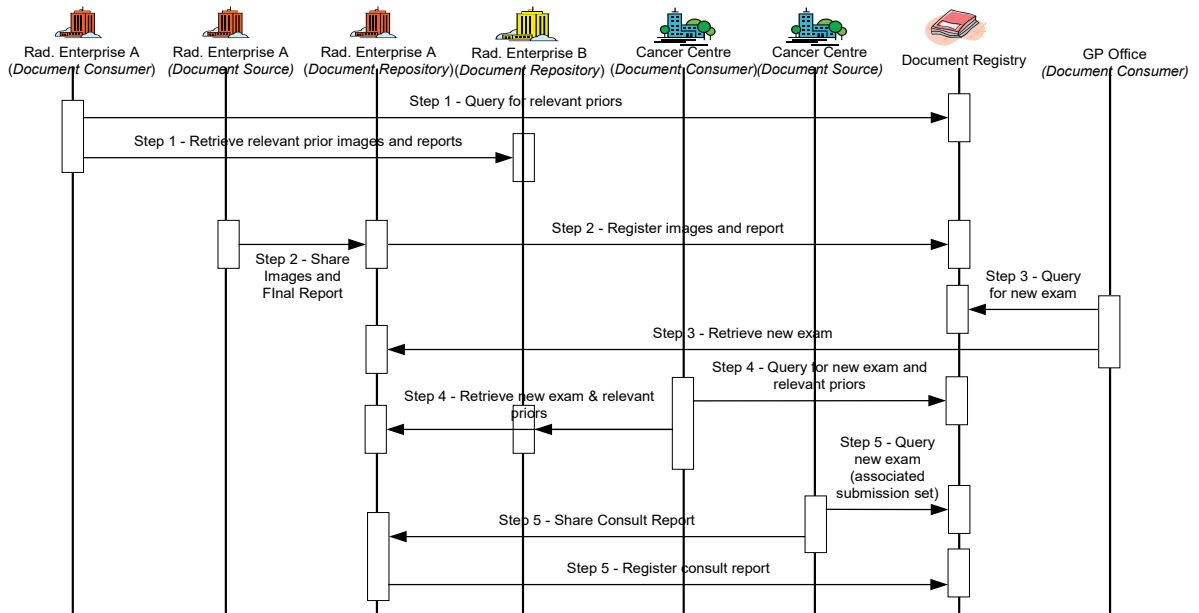 Rad. Enterprise A
(Document Consumer)
Rad. Enterprise A
(Document Source)
Rad. Enterprise A
(Document Repository)
Rad. Enterprise B
(Document Repository)
Cancer Centre
(Document Consumer)
Cancer Centre
(Document Source)
Document Registry
GP Office
(Document Consumer)
Step 1 - Query for relevant priors
Step 1 - Retrieve relevant prior images and reports
Step 2 - Register images and report
Step 2 - Share
Images and
FInal Report
Step 3 - Query
for new exam
Step 3 - Retrieve new exam
Step 4 - Query for new exam and
relevant priors
Step 4 - Retrieve new exam & relevant
priors
Step 5 - Query
new exam
(associated
submission set)
Step 5 - Share Consult Report
Step 5 - Register consult report